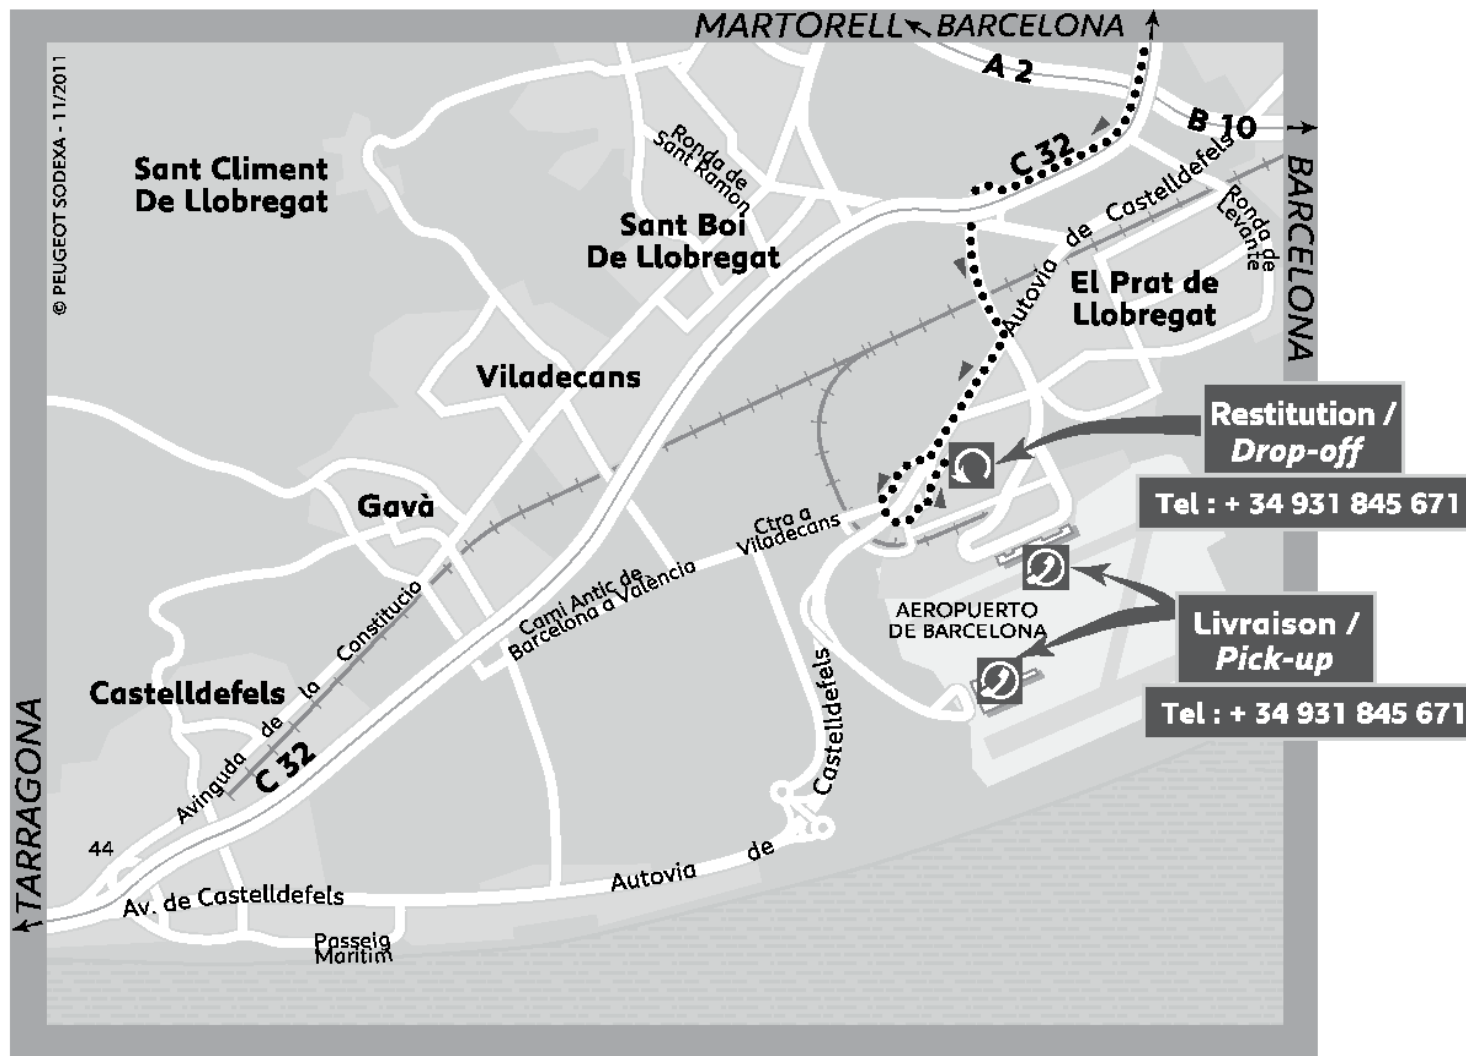 MARTORELL BARCELONA
© PEUGEOT SODEXA - 11/2011
A 2
B 10
C 32
BARCELONA
Sant Climent
De Llobregat
Ronda de
Sant Ramon
Sant Boi
De Llobregat
Autovia de Castelldefels
Ronda de
Levante
El Prat de
Llobregat
Viladecans
Restitution /
Drop-off
Tel : + 34 931 845 671
Gavà
Ctra a
Viladecans
Cami Antic de
Barcelona a València
AEROPUERTO
DE BARCELONA
Livraison /
Pick-up
Tel : + 34 931 845 671
Avinguda de la Constitucio
Castelldefels
C 32
TARRAGONA
44
Av. de Castelldefels
Autovia de Castelldefels
Passeig
Maritim